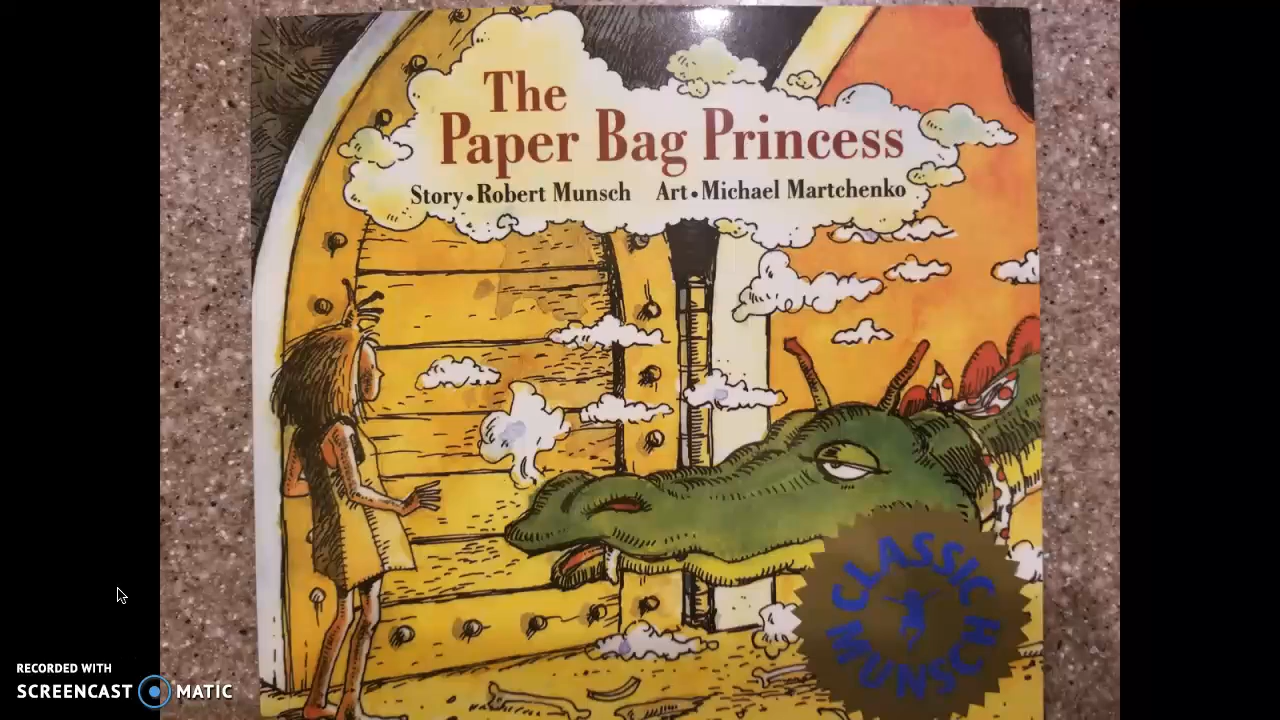 The
Paper Bag Princess
Story • Robert Munsch Art • Michael Martchenko
CLASSIC
MUNSCH
RECORDED WITH
SCREENCAST MATIC